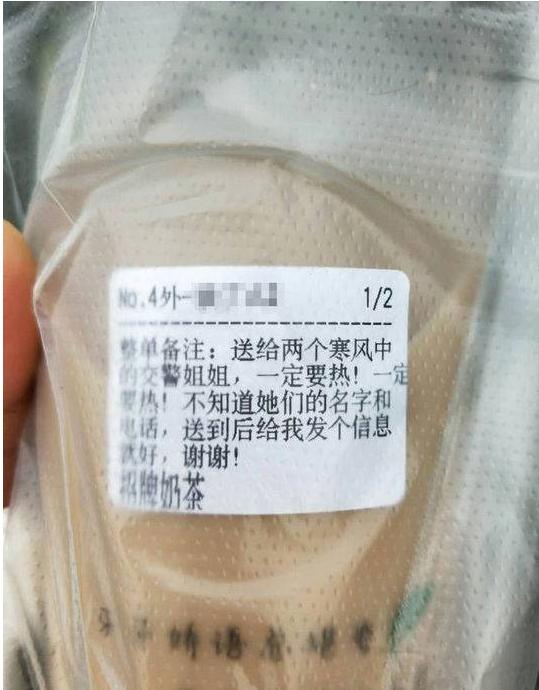 No.4外- 1/2
整单备注：送给两个寒风中
的交警姐姐，一定要热！一定
要热！不知道她们的名字和
电话，送到后给我发个信息
就好，谢谢！
招牌奶茶